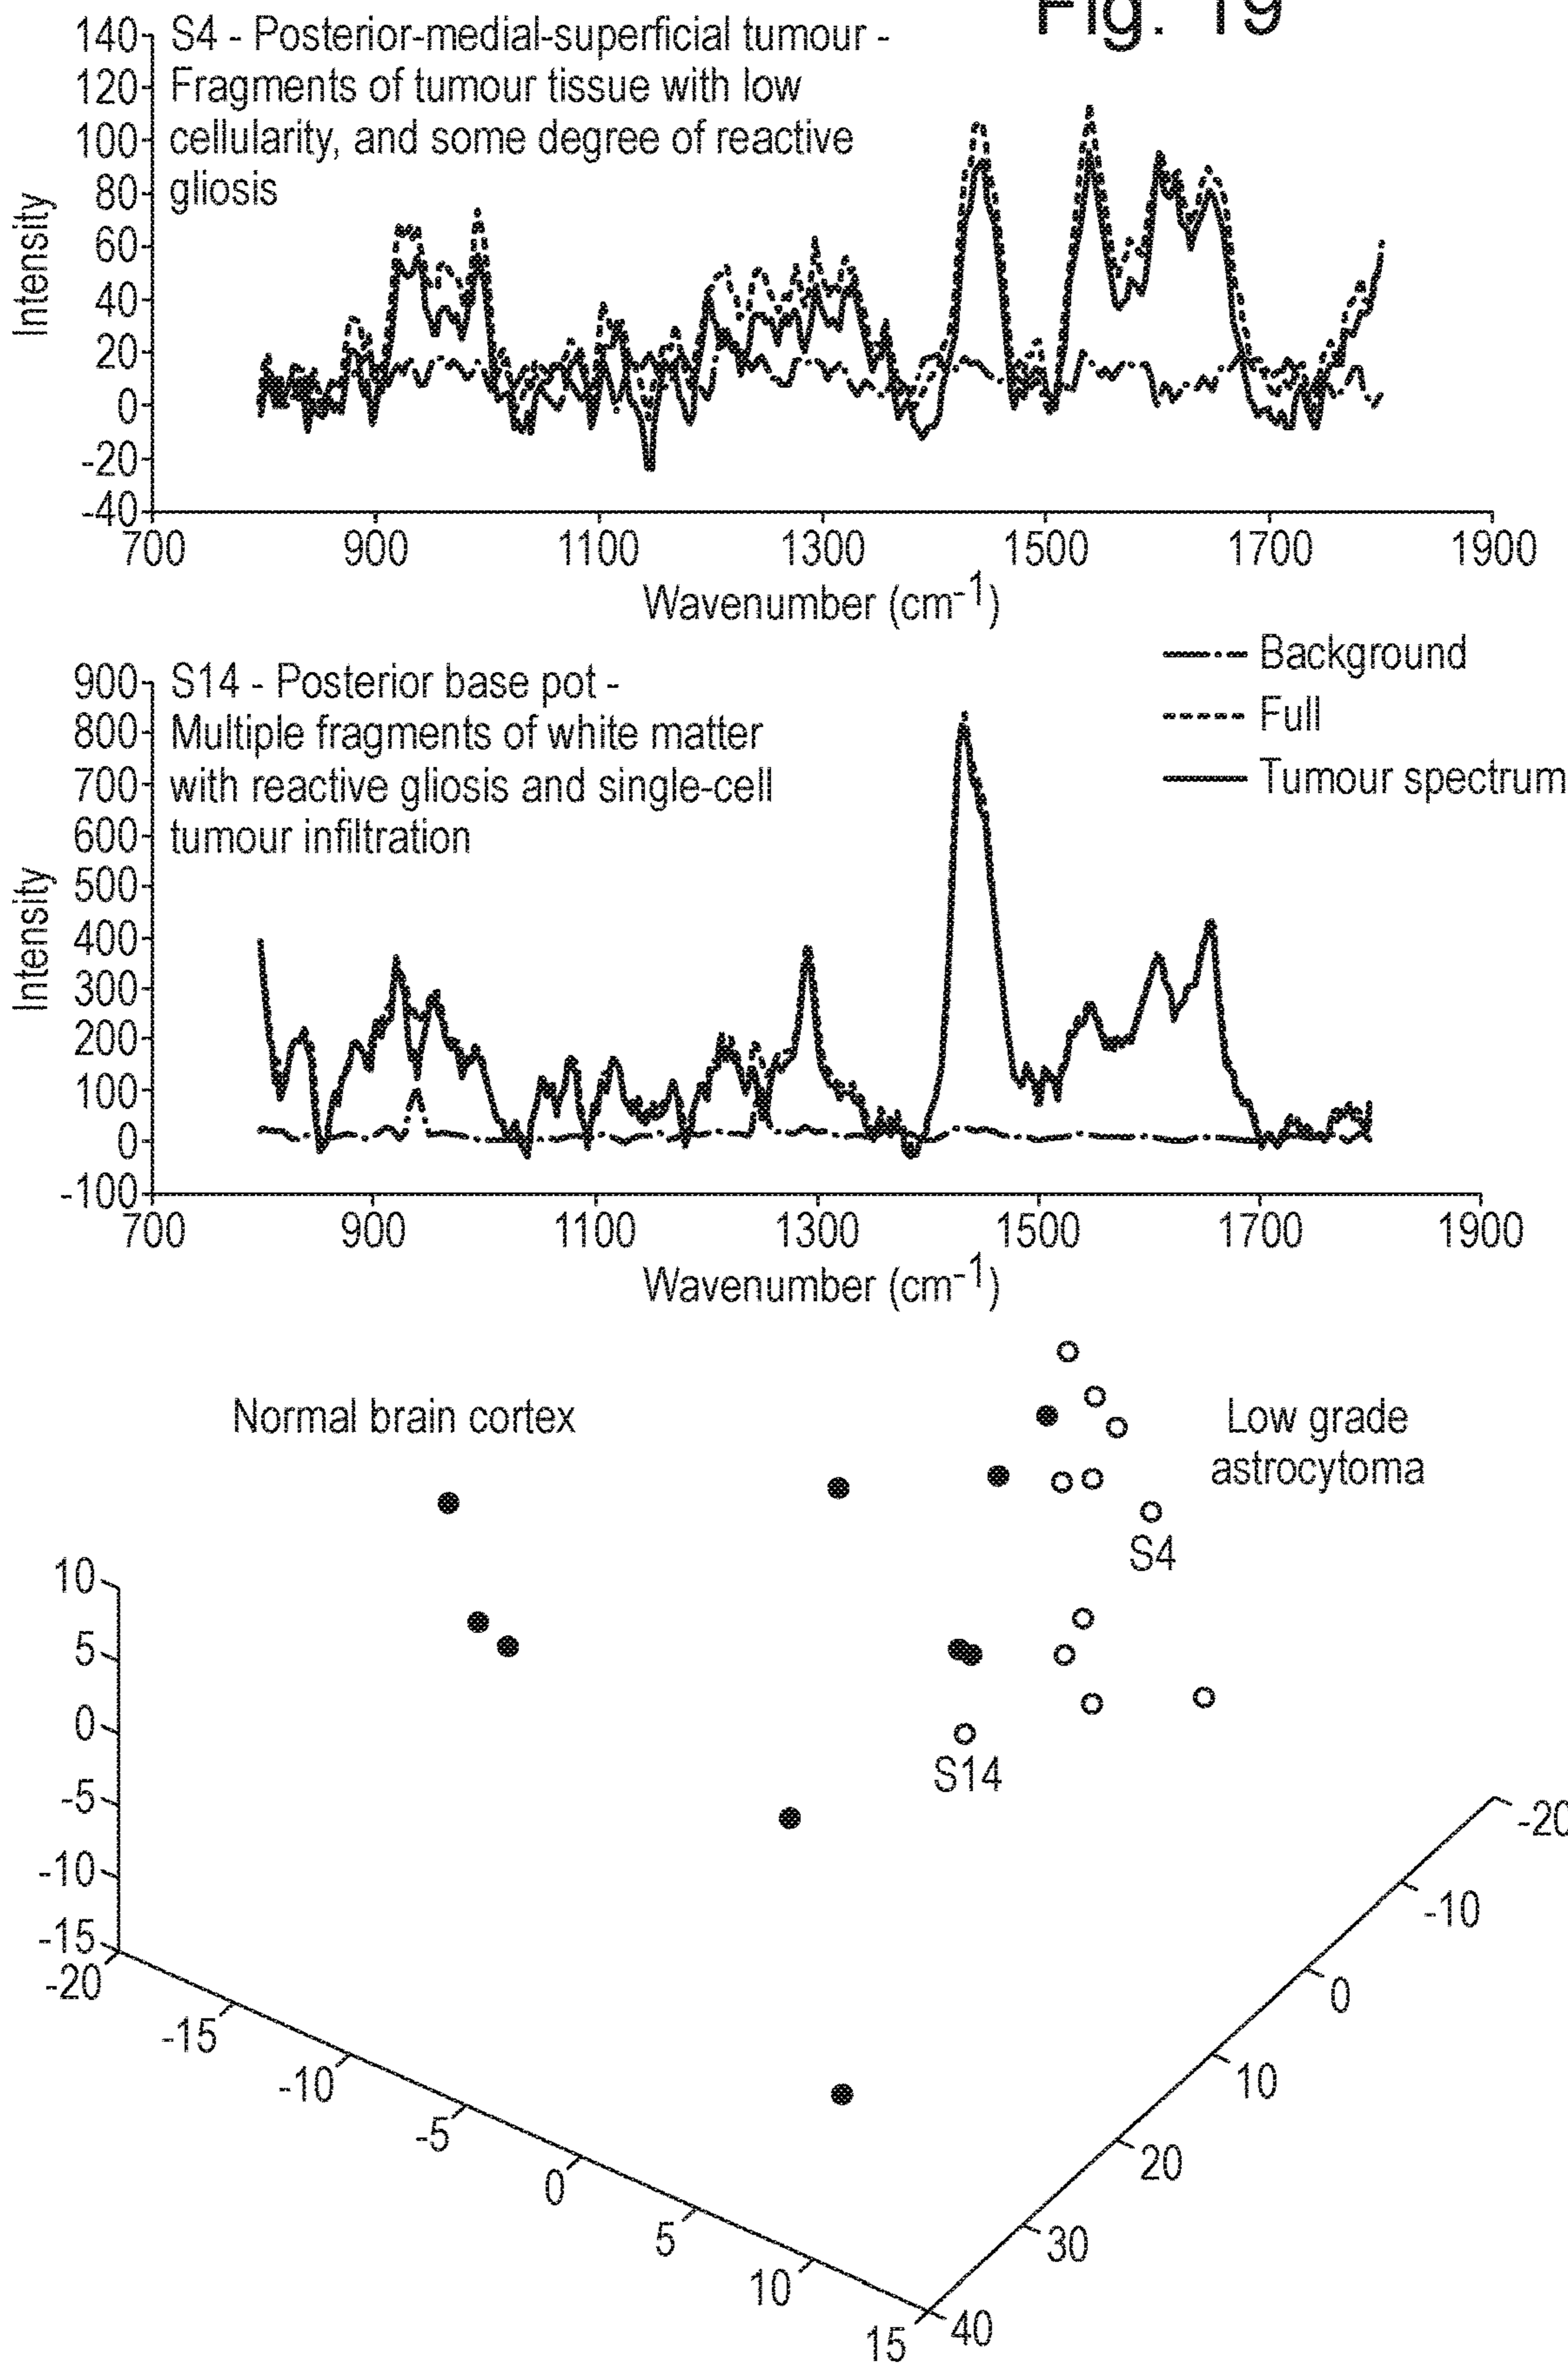 Fig. 19
S4 - Posterior-medial-superficial tumour -
Fragments of tumour tissue with low
cellularity, and some degree of reactive
gliosis
Intensity
140
120
100
80
60
40
20
0
-20
-40
700 900 1100 1300 1500 1700 1900
Wavenumber (cm-1)
Background
Full
Tumour spectrum
S14 - Posterior base pot -
Multiple fragments of white matter
with reactive gliosis and single-cell
tumour infiltration
Intensity
900
800
700
600
500
400
300
200
100
0
-100
700 900 1100 1300 1500 1700 1900
Wavenumber (cm-1)
Normal brain cortex
Low grade
astrocytoma
S4
S14
10
5
0
-5
-10
-15
-20
-15
-10
-5
0
5
10
15
-20
-10
0
10
20
30
40